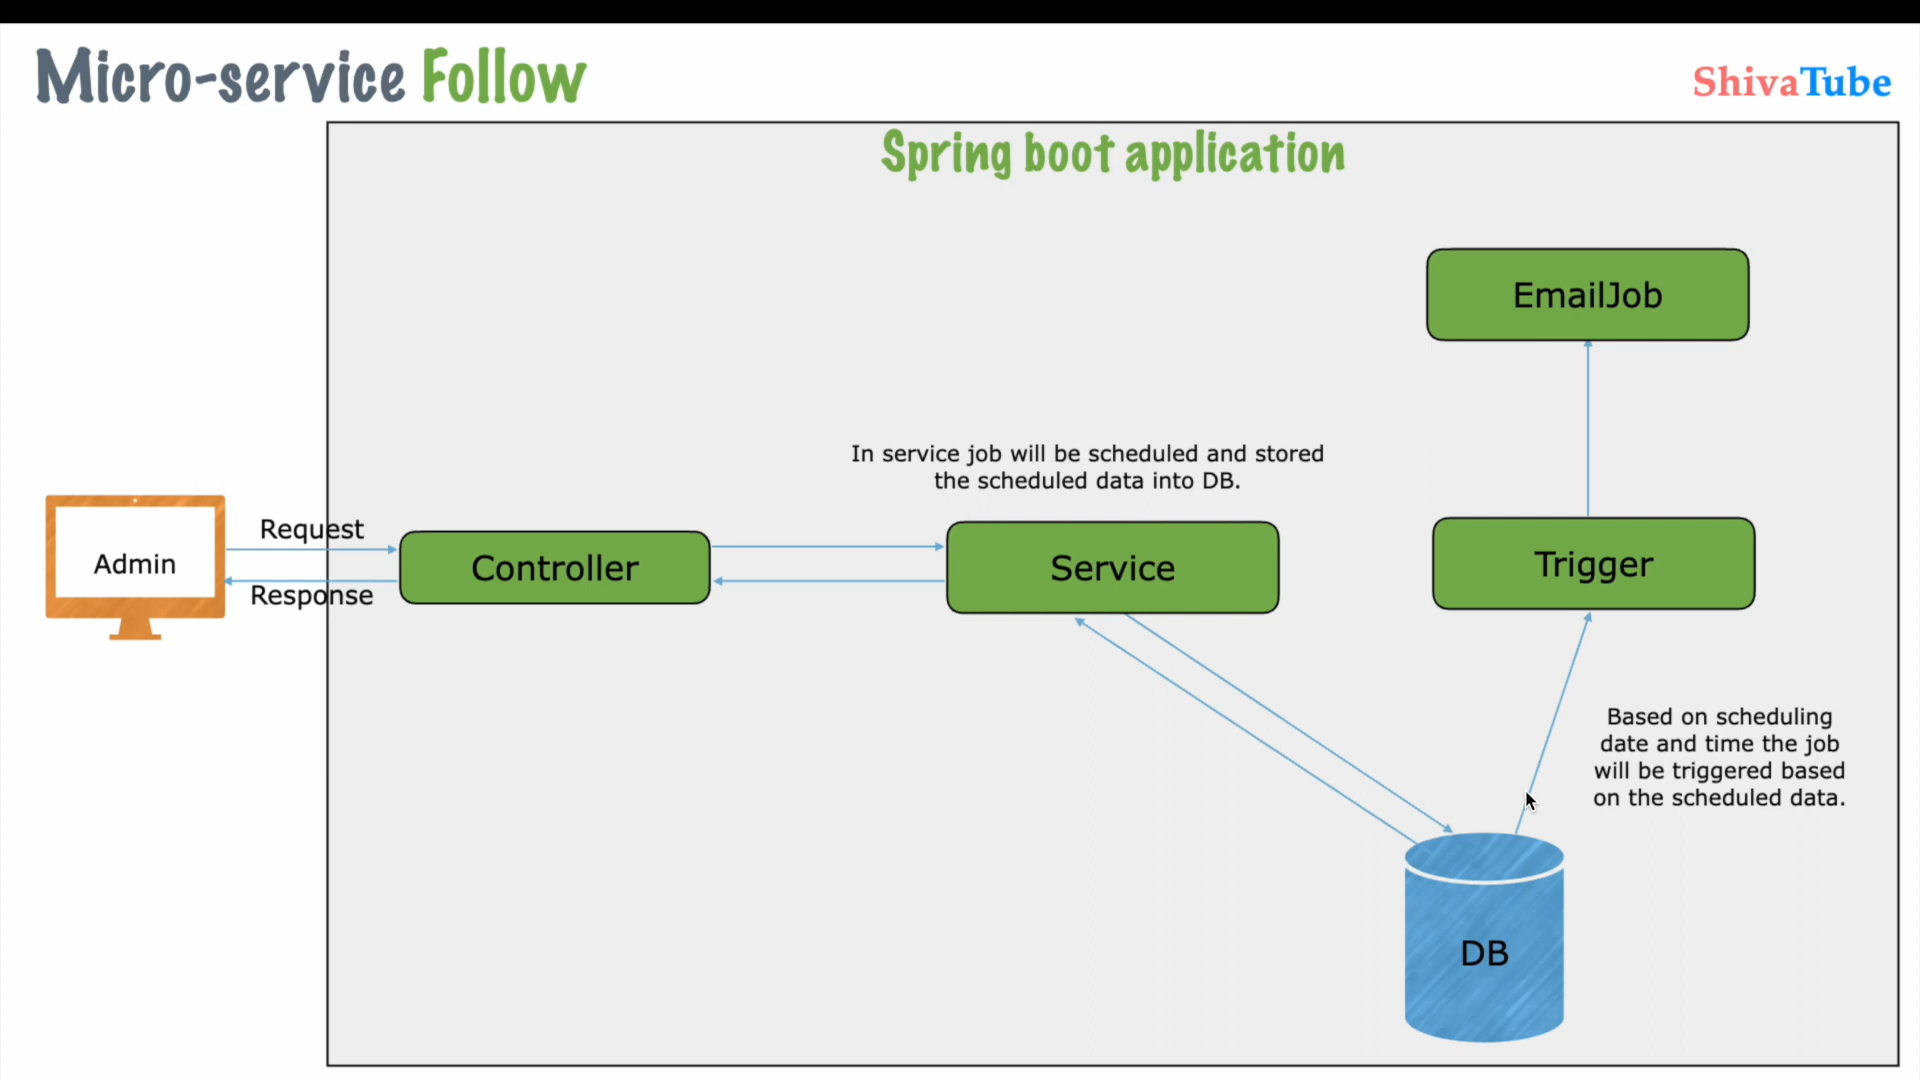 Micro-service Follow
ShivaTube
Spring boot application
EmailJob
In service job will be scheduled and stored
the scheduled data into DB.
Request
Admin
Response
Controller
Service
Trigger
Based on scheduling
date and time the job
will be triggered based
on the scheduled data.
DB